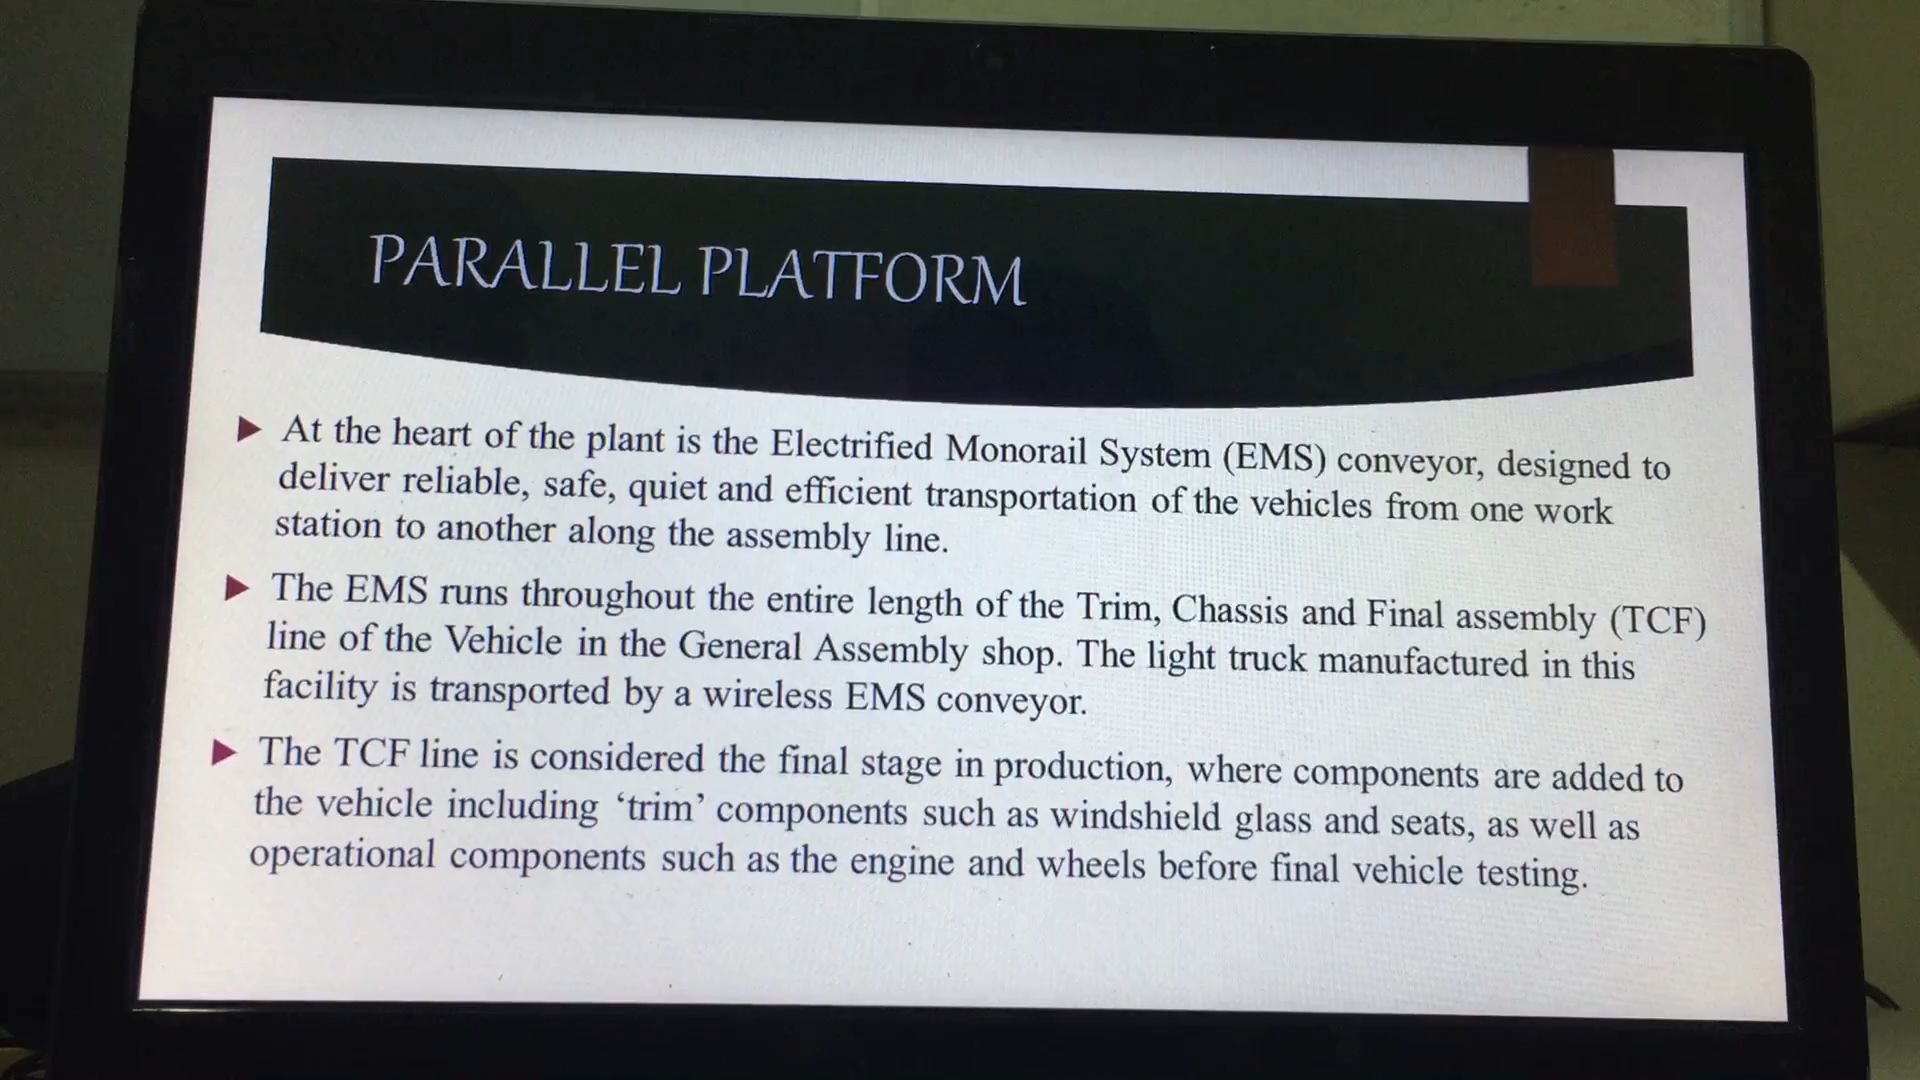 PARALLEL PLATFORM
At the heart of the plant is the Electrified Monorail System (EMS) conveyor, designed to
deliver reliable, safe, quiet and efficient transportation of the vehicles from one work
station to another along the assembly line.
The EMS runs throughout the entire length of the Trim, Chassis and Final assembly (TCF)
line of the Vehicle in the General Assembly shop. The light truck manufactured in this
facility is transported by a wireless EMS conveyor.
The TCF line is considered the final stage in production, where components are added to
the vehicle including ‘trim’ components such as windshield glass and seats, as well as
operational components such as the engine and wheels before final vehicle testing.